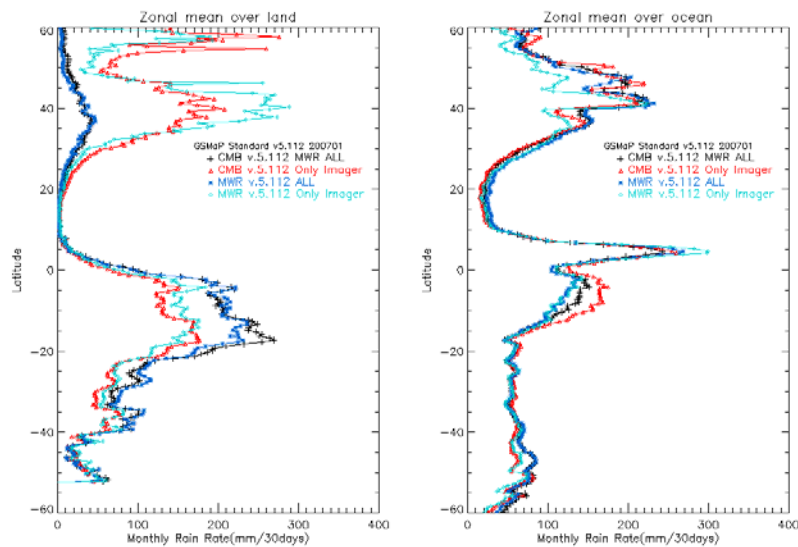 Zonal mean over land
60
40
20
0
-20
-40
-60
Latitude
GSMaP Standard v5.112 200701
CMB v.5.112 MWR ALL
CMB v.5.112 Only Imager
MWR v.5.112 ALL
MWR v.5.112 Only Imager
0 100 200 300 400
Monthly Rain Rate(mm/30days)
Zonal mean over ocean
60
40
20
0
-20
-40
-60
Latitude
GSMaP Standard v5.112 200701
CMB v.5.112 MWR ALL
CMB v.5.112 Only Imager
MWR v.5.112 ALL
MWR v.5.112 Only Imager
0 100 200 300 400
Monthly Rain Rate(mm/30days)